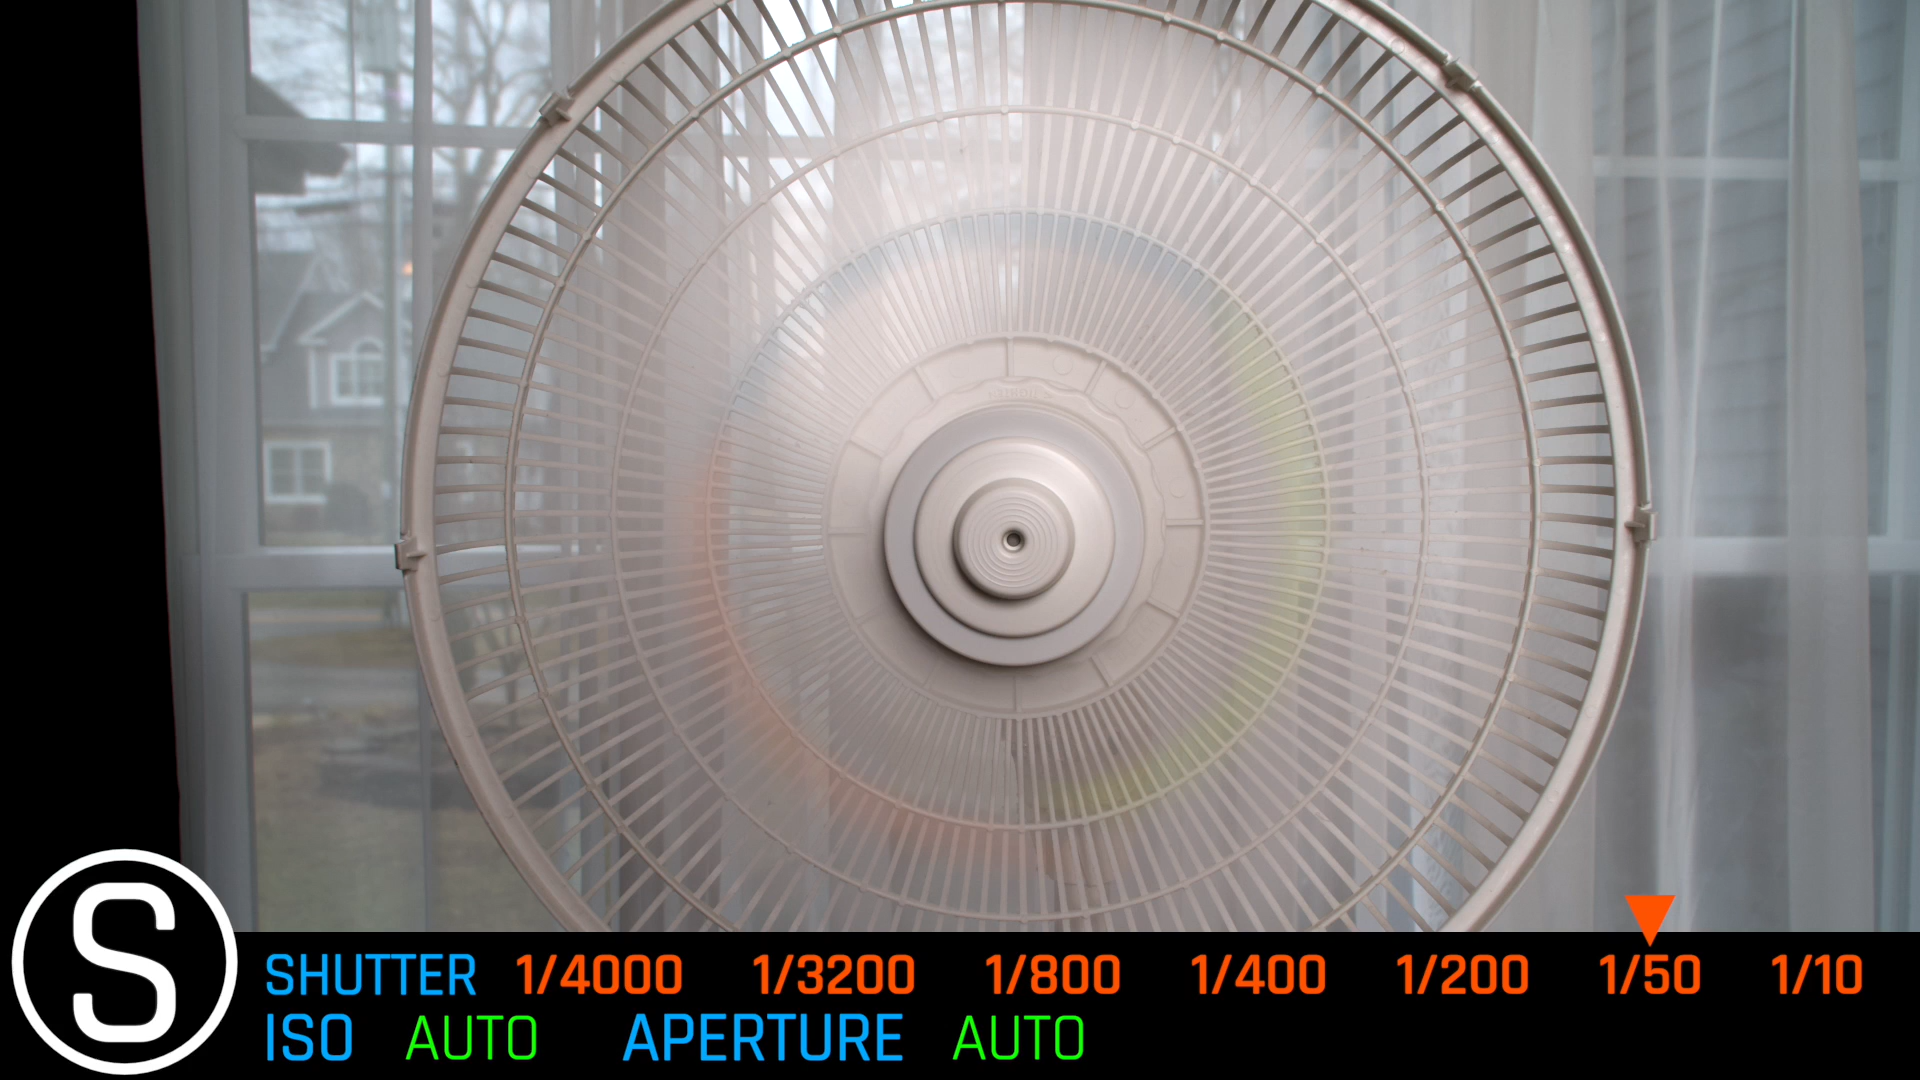 S
SHUTTER 1/4000 1/3200 1/800 1/400 1/200 1/50 1/10
ISO AUTO APERTURE AUTO